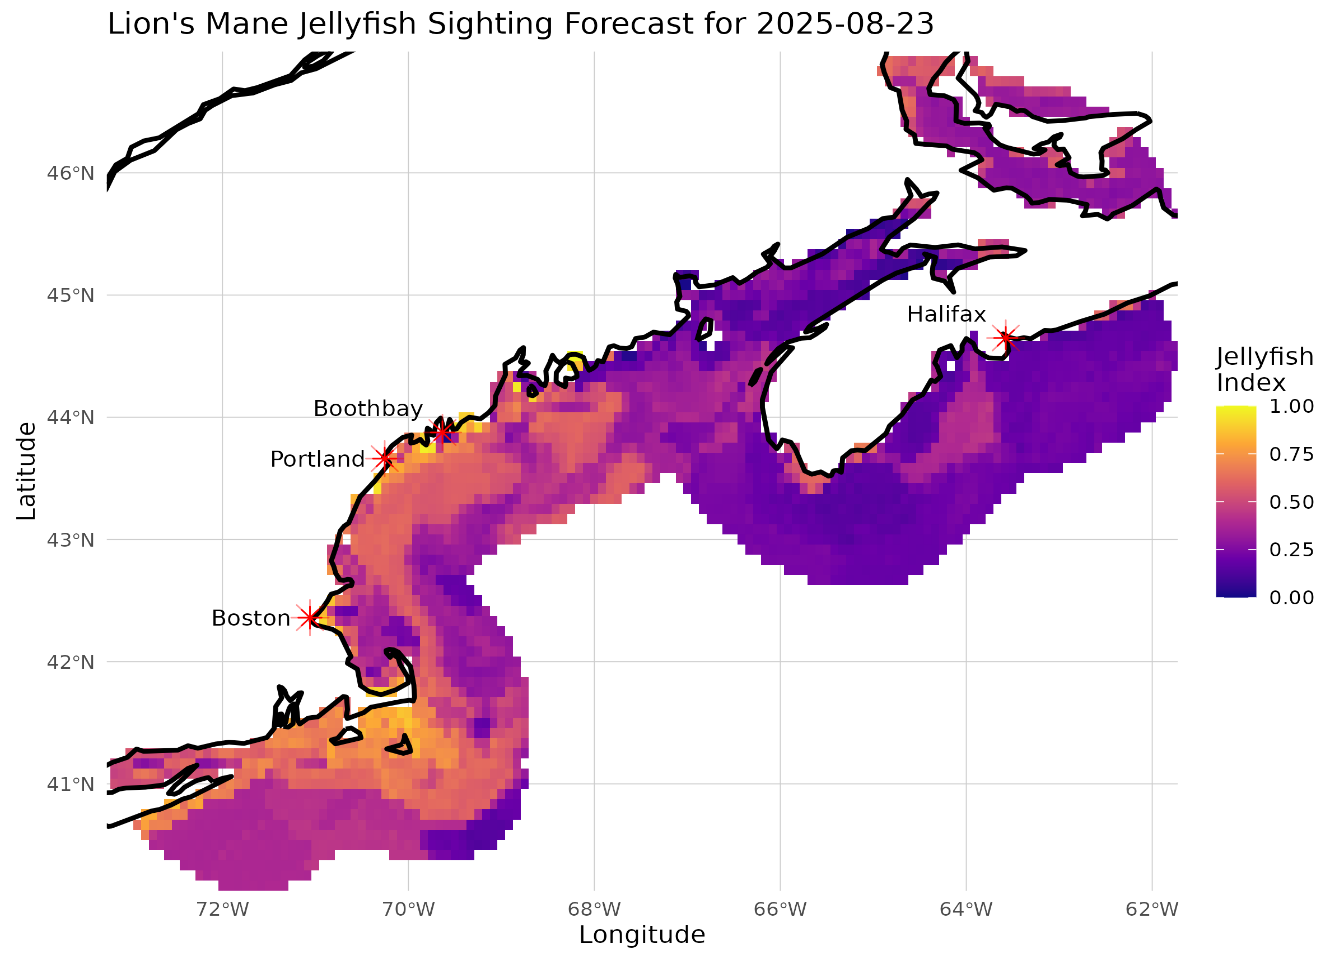 Lion's Mane Jellyfish Sighting Forecast for 2025-08-23
46°N
45°N
44°N
43°N
42°N
41°N
Latitude
Halifax
Boothbay
Portland
Boston
72°W
70°W
68°W
66°W
64°W
62°W
Longitude
Jellyfish
Index
1.00
0.75
0.50
0.25
0.00